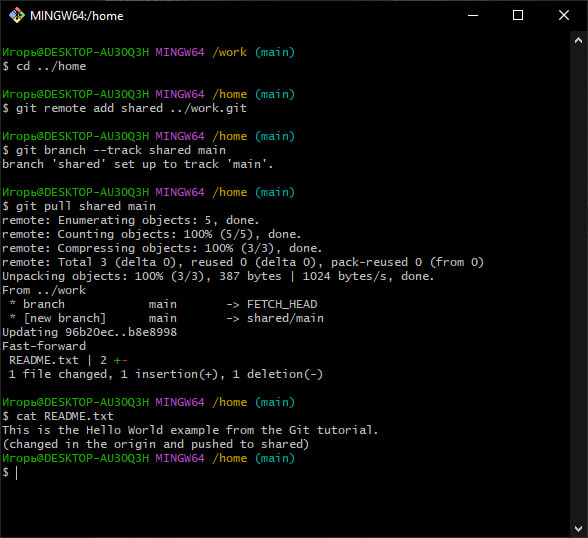 MINGW64:/home
Игорь@DESKTOP-AU3OQ3H MINGW64 /work (main)
$ cd ../home
Игорь@DESKTOP-AU3OQ3H MINGW64 /home (main)
$ git remote add shared ../work.git
Игорь@DESKTOP-AU3OQ3H MINGW64 /home (main)
$ git branch --track shared main
branch 'shared' set up to track 'main'.
Игорь@DESKTOP-AU3OQ3H MINGW64 /home (main)
$ git pull shared main
remote: Enumerating objects: 5, done.
remote: Counting objects: 100% (5/5), done.
remote: Compressing objects: 100% (3/3), done.
remote: Total 3 (delta 0), reused 0 (delta 0), pack-reused 0 (from 0)
Unpacking objects: 100% (3/3), 387 bytes | 1024 bytes/s, done.
From ../work
 * branch            main       -> FETCH_HEAD
 * [new branch]      main       -> shared/main
Updating 96b20ec..b8e8998
Fast-forward
 README.txt | 2 +-
 1 file changed, 1 insertion(+), 1 deletion(-)
Игорь@DESKTOP-AU3OQ3H MINGW64 /home (main)
$ cat README.txt
This is the Hello World example from the Git tutorial.
(changed in the origin and pushed to shared)
Игорь@DESKTOP-AU3OQ3H MINGW64 /home (main)
$